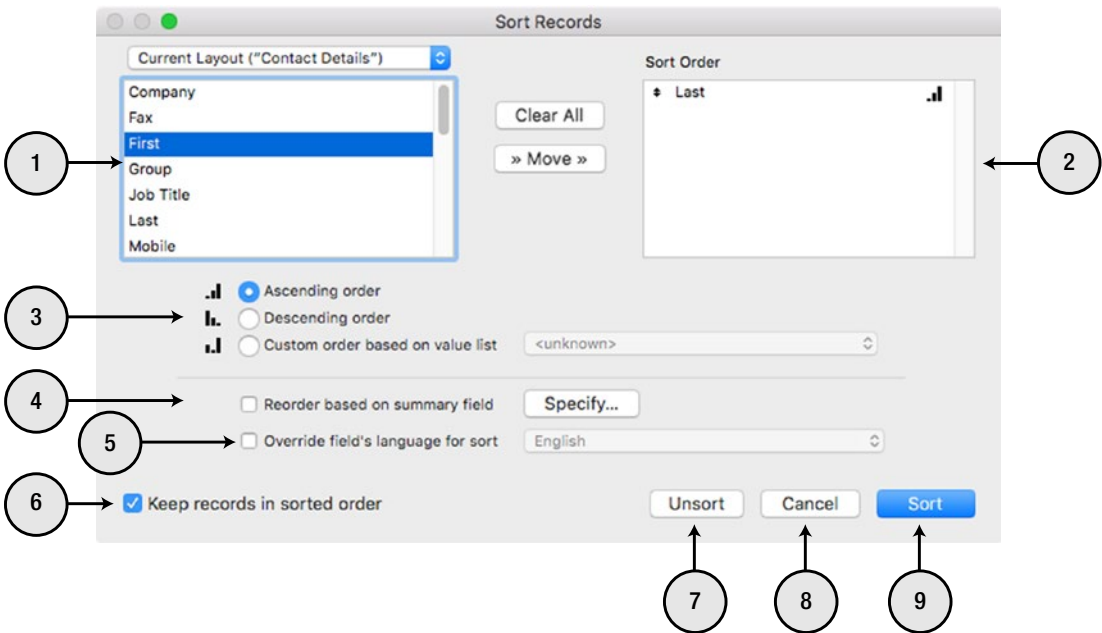 Sort Records
Current Layout ("Contact Details")
Sort Order
Company
Fax
First
Group
Job Title
Last
Mobile
Clear All
» Move »
Last
1
2
3
Ascending order
Descending order
Custom order based on value list
<unknown>
4
Reorder based on summary field
Specify...
5
Override field's language for sort
English
6
Keep records in sorted order
Unsort
Cancel
Sort
7
8
9